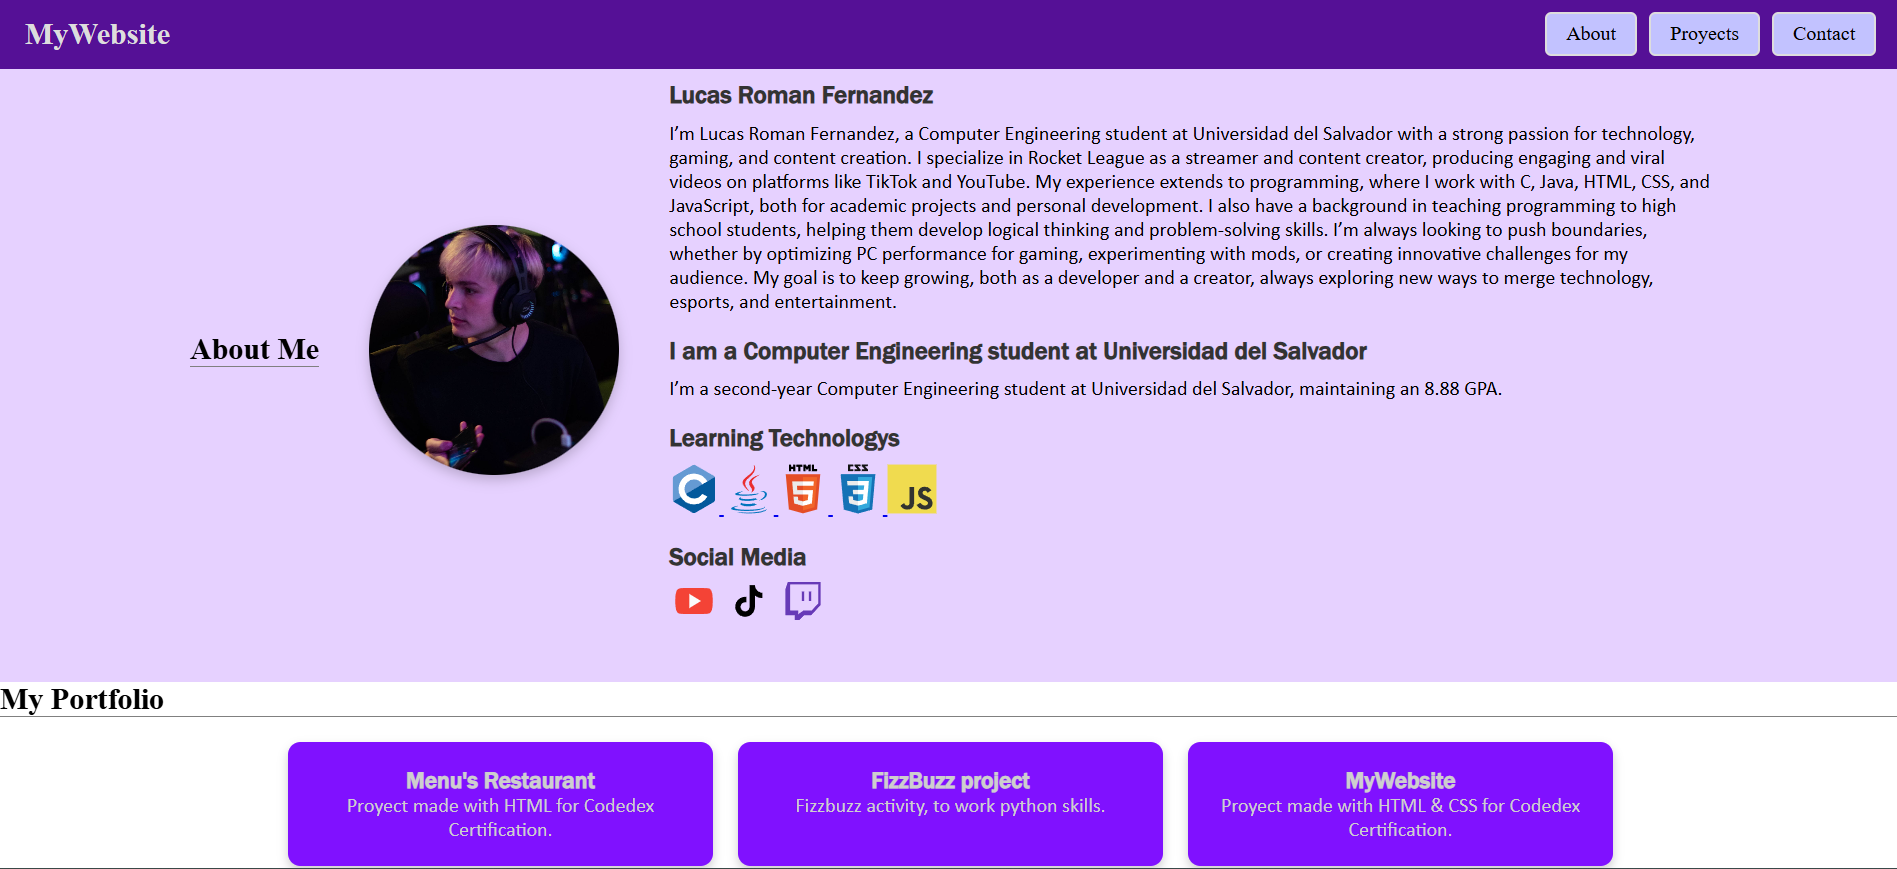 MyWebsite
About
Proyects
Contact
Lucas Roman Fernandez
I’m Lucas Roman Fernandez, a Computer Engineering student at Universidad del Salvador with a strong passion for technology,
gaming, and content creation. I specialize in Rocket League as a streamer and content creator, producing engaging and viral
videos on platforms like TikTok and YouTube. My experience extends to programming, where I work with C, Java, HTML, CSS, and
JavaScript, both for academic projects and personal development. I also have a background in teaching programming to high
school students, helping them develop logical thinking and problem-solving skills. I’m always looking to push boundaries,
whether by optimizing PC performance for gaming, experimenting with mods, or creating innovative challenges for my
audience. My goal is to keep growing, both as a developer and a creator, always exploring new ways to merge technology,
esports, and entertainment.
About Me
I am a Computer Engineering student at Universidad del Salvador
I’m a second-year Computer Engineering student at Universidad del Salvador, maintaining an 8.88 GPA.
Learning Technologys
C
HTML
5
CSS
3
JS
Social Media
My Portfolio
Menu's Restaurant
Proyect made with HTML for Codedex
Certification.
FizzBuzz project
Fizzbuzz activity, to work python skills.
MyWebsite
Proyect made with HTML & CSS for Codedex
Certification.